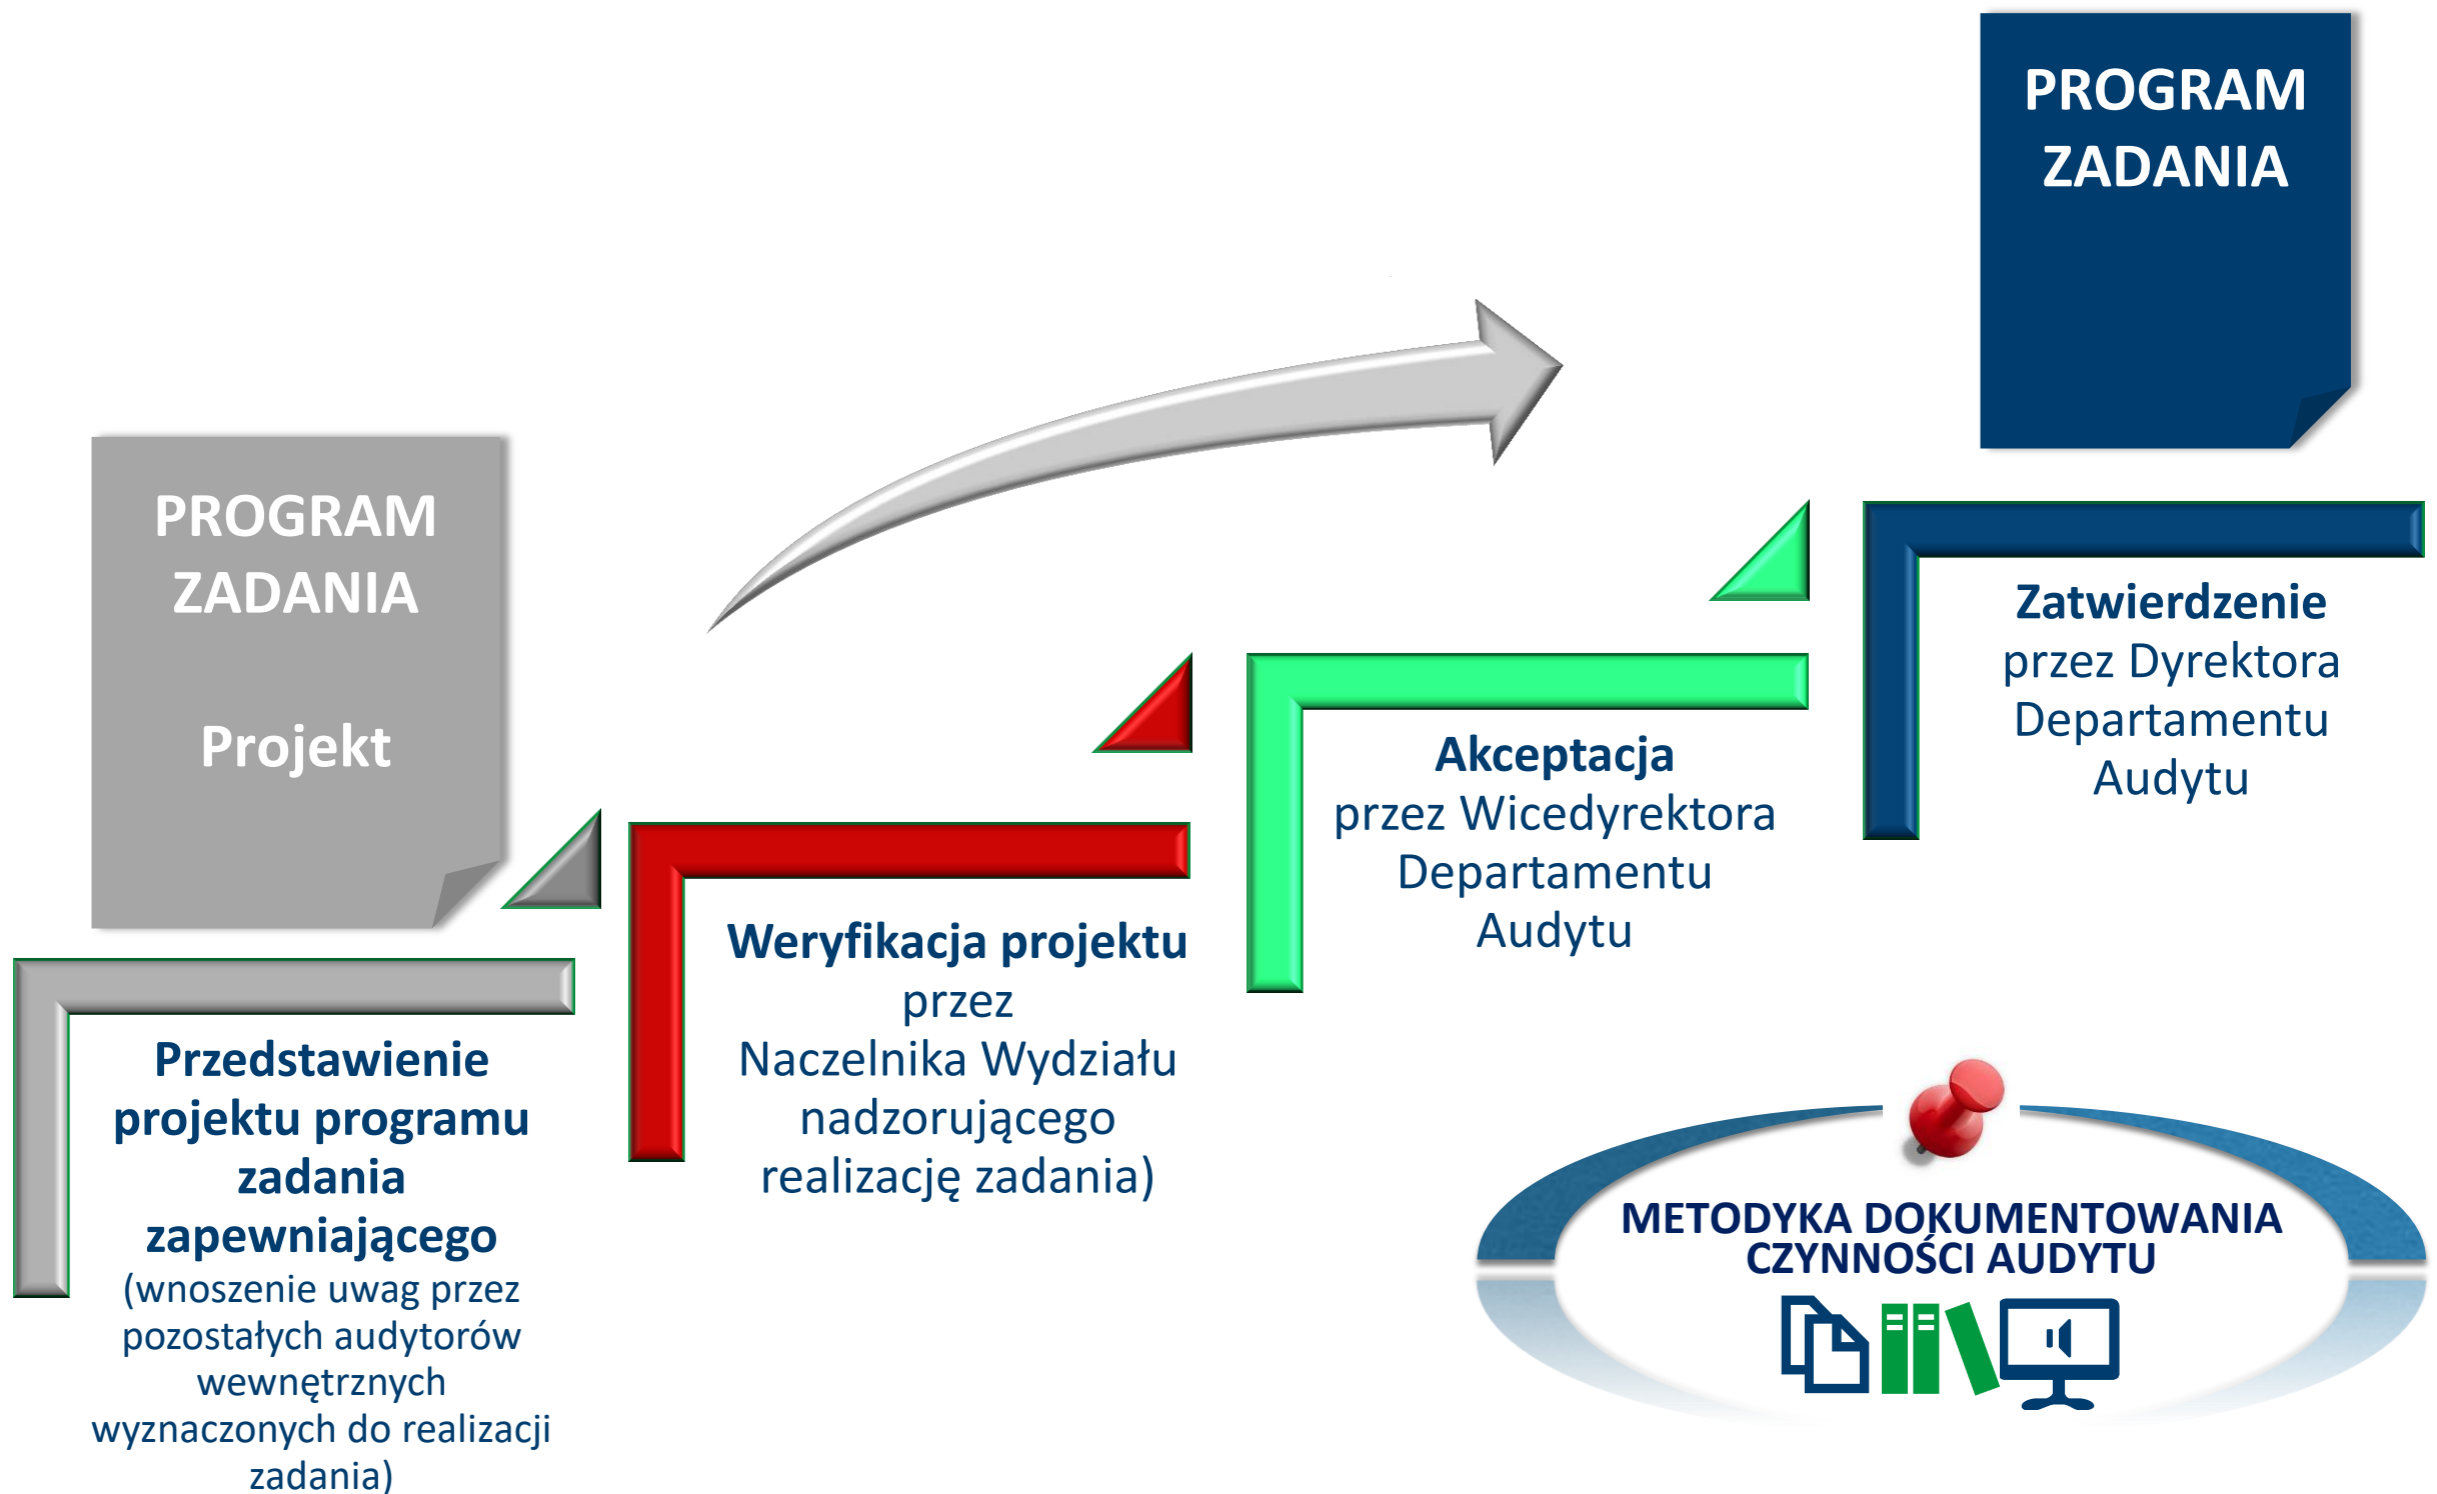 PROGRAM
ZADANIA
Projekt
Przedstawienie
projektu programu
zadania
zapewniającego
(wnoszenie uwag przez
pozostałych audytorów
wewnętrznych
wyznaczonych do realizacji
zadania)
Weryfikacja projektu
przez
Naczelnika Wydziału
nadzorującego
realizację zadania)
Akceptacja
przez Wicedyrektora
Departamentu
Audytu
PROGRAM
ZADANIA
Zatwierdzenie
przez Dyrektora
Departamentu
Audytu
METODYKA DOKUMENTOWANIA
CZYNNOŚCI AUDYTU